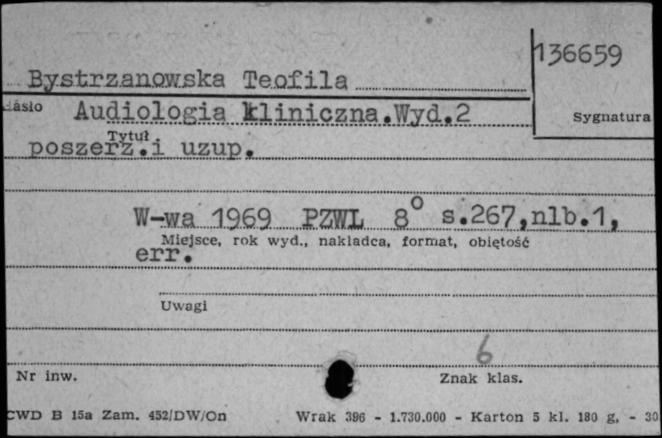 136659
Bystrzanowska Teofila
Hasło Audiologia kliniczna.Wyd.2 Sygnatura
Tytuł
poszerz.i uzup.
W-wa 1969 PZWL 8° s.267,nlb.1,
Miejsce, rok wyd., nakładca, format, objętość
err.
Uwagi
6
Nr inw. Znak klas.
CWD B 15a Zam. 452/DW/On Wrak 396 - 1.730.000 - Karton 5 kl. 180 g, - 30